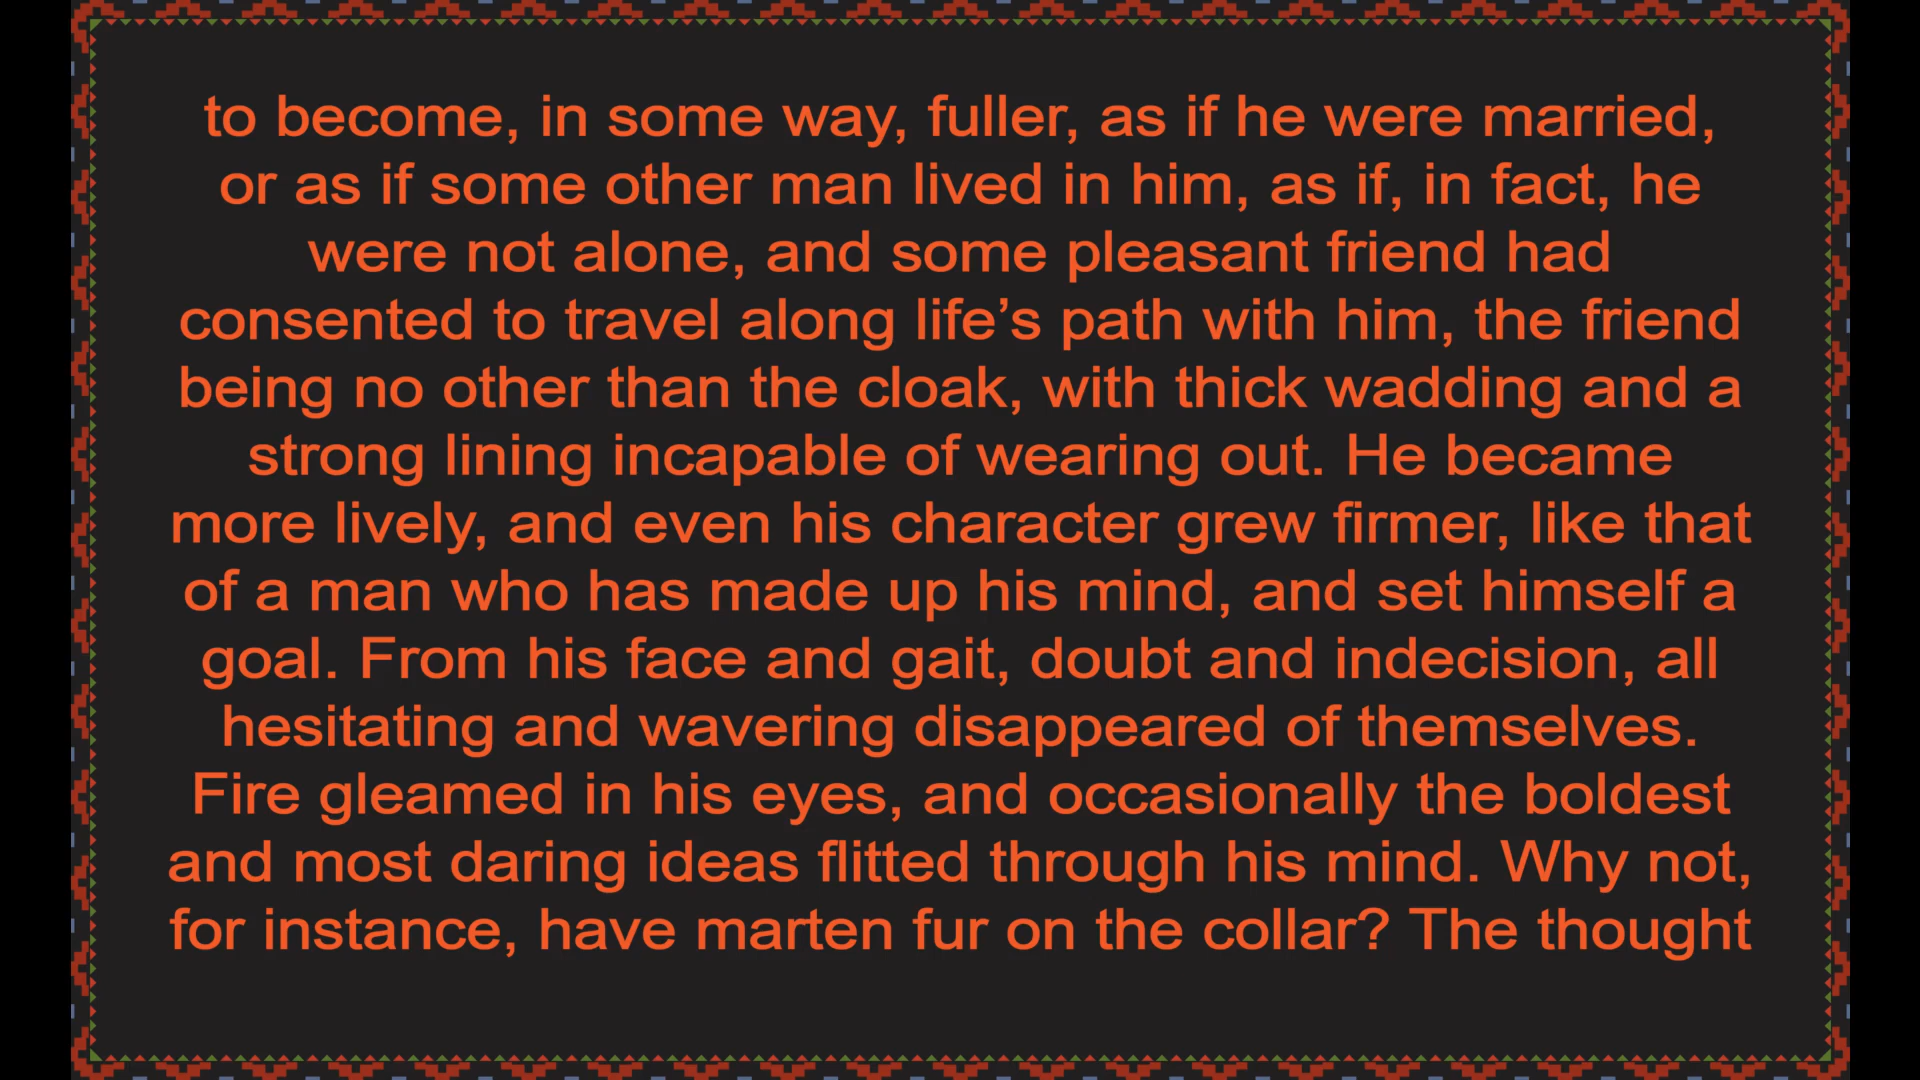 to become, in some way, fuller, as if he were married,
or as if some other man lived in him, as if, in fact, he
were not alone, and some pleasant friend had
consented to travel along life’s path with him, the friend
being no other than the cloak, with thick wadding and a
strong lining incapable of wearing out. He became
more lively, and even his character grew firmer, like that
of a man who has made up his mind, and set himself a
goal. From his face and gait, doubt and indecision, all
hesitating and wavering disappeared of themselves.
Fire gleamed in his eyes, and occasionally the boldest
and most daring ideas flitted through his mind. Why not,
for instance, have marten fur on the collar? The thought